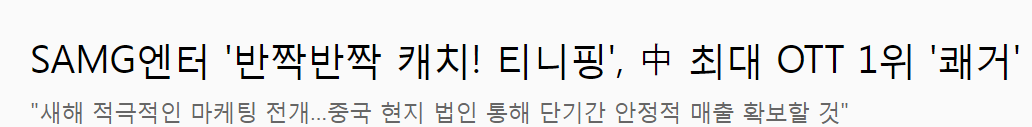 SAMG엔터 '반짝반짝 캐치! 티니핑', 中 최대 OTT 1위 '쾌거'
"새해 적극적인 마케팅 전개…중국 현지 법인 통해 단기간 안정적 매출 확보할 것"